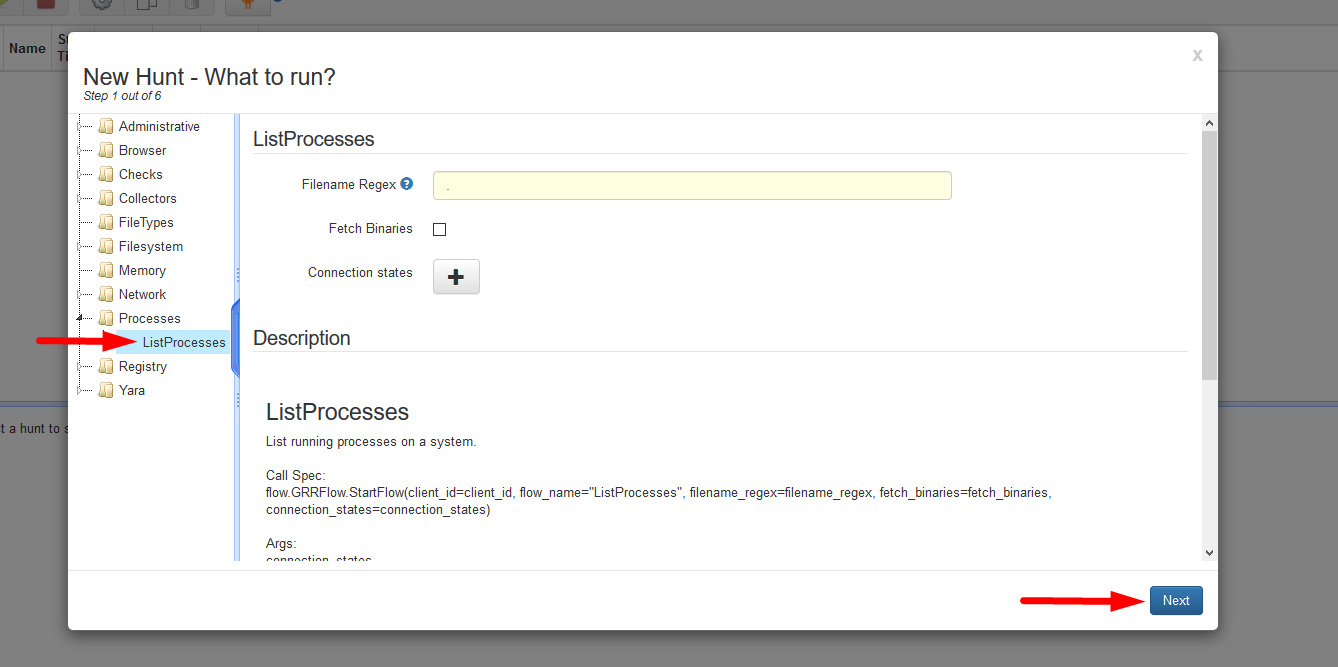 Name
New Hunt - What to run?
Step 1 out of 6
x
Administrative
Browser
Checks
Collectors
FileTypes
Filesystem
Memory
Network
Processes
ListProcesses
Registry
Yara
ListProcesses
Filename Regex ?
.
Fetch Binaries
Connection states
+
Description
ListProcesses
List running processes on a system.
Call Spec:
flow.GRRFlow.StartFlow(client_id=client_id, flow_name="ListProcesses", filename_regex=filename_regex, fetch_binaries=fetch_binaries,
connection_states=connection_states)
Args:
connection_states
t a hunt to s
Next